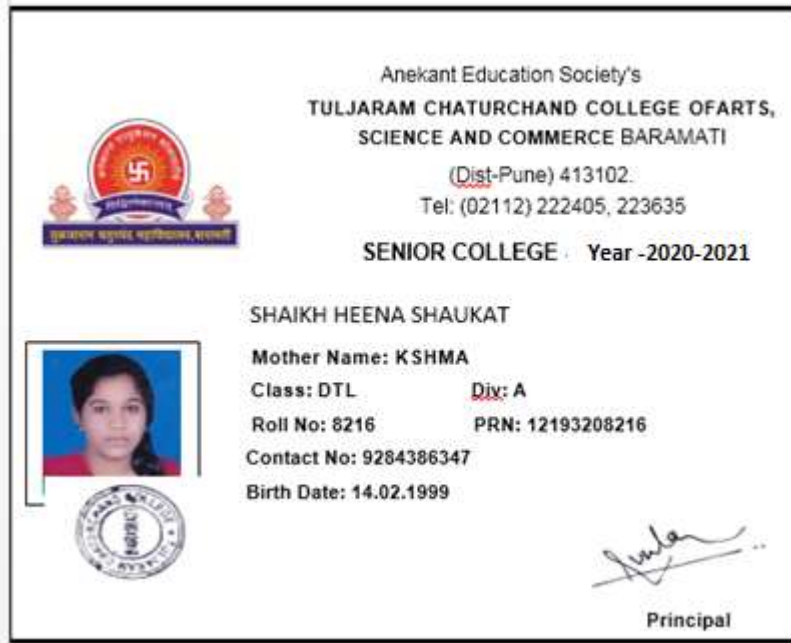 Anekant Education Society's
TULJARAM CHATURCHAND COLLEGE OFARTS,
SCIENCE AND COMMERCE BARAMATI
(Dist-Pune) 413102.
Tel: (02112) 222405, 223635
SENIOR COLLEGE Year -2020-2021
SHAIKH HEENA SHAUKAT
Mother Name: KSHMA
Class: DTL Div: A
Roll No: 8216 PRN: 12193208216
Contact No: 9284386347
Birth Date: 14.02.1999
BARAMATI
Principal